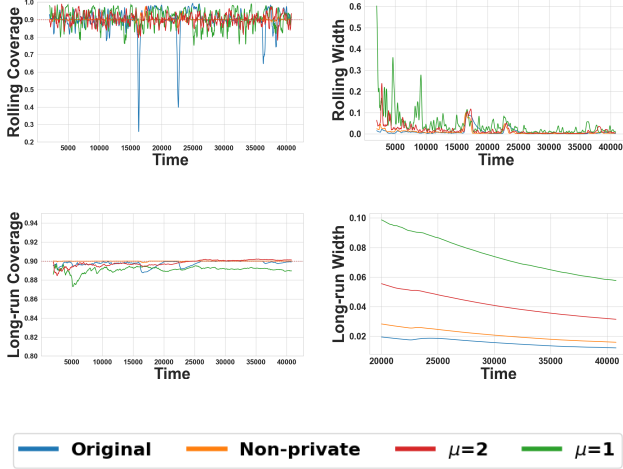 Rolling Coverage
1.0
0.9
0.8
0.7
0.6
0.5
0.4
0.3
0.2
5000 10000 15000 20000 25000 30000 35000 40000
Time
Rolling Width
0.6
0.5
0.4
0.3
0.2
0.1
0.0
5000 10000 15000 20000 25000 30000 35000 40000
Time
Long-run Coverage
0.94
0.92
0.90
0.88
0.86
0.84
0.82
0.80
5000 10000 15000 20000 25000 30000 35000 40000
Time
Long-run Width
0.10
0.08
0.06
0.04
0.02
20000 25000 30000 35000 40000
Time
Original Non-private μ=2 μ=1